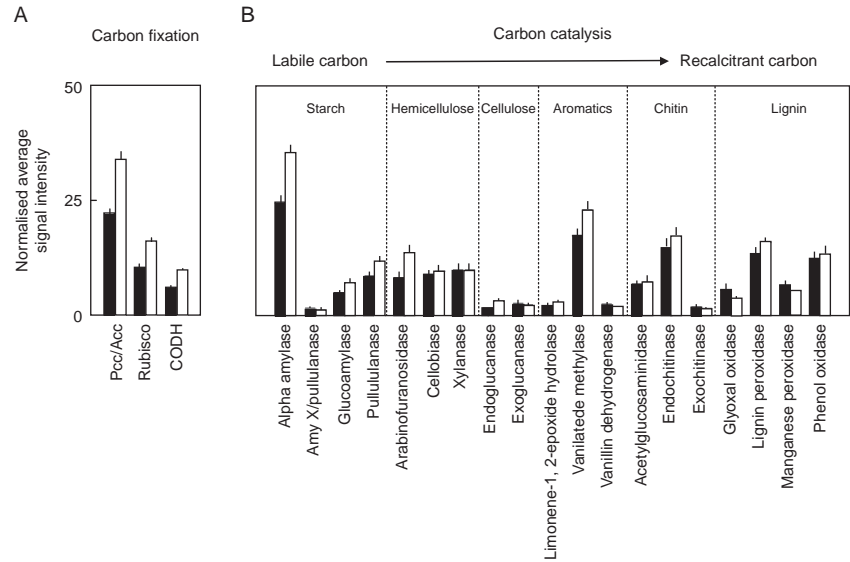 A
Carbon fixation
50
25
0
Normalised average
signal intensity
Pcc/Acc
Rubisco
CODH
B
Carbon catalysis
Labile carbon
Recalcitrant carbon
Starch
Hemicellulose
Cellulose
Aromatics
Chitin
Lignin
Alpha amylase
Amy X/pullulanase
Glucoamylase
Pullululanase
Arabinofuranosidase
Cellobiase
Xylanase
Endoglucanase
Exoglucanase
Limonene-1, 2-epoxide hydrolase
Vanilatede methylase
Vanillin dehydrogenase
Acetylglucosaminidase
Endochitinase
Exochitinase
Glyoxal oxidase
Lignin peroxidase
Manganese peroxidase
Phenol oxidase